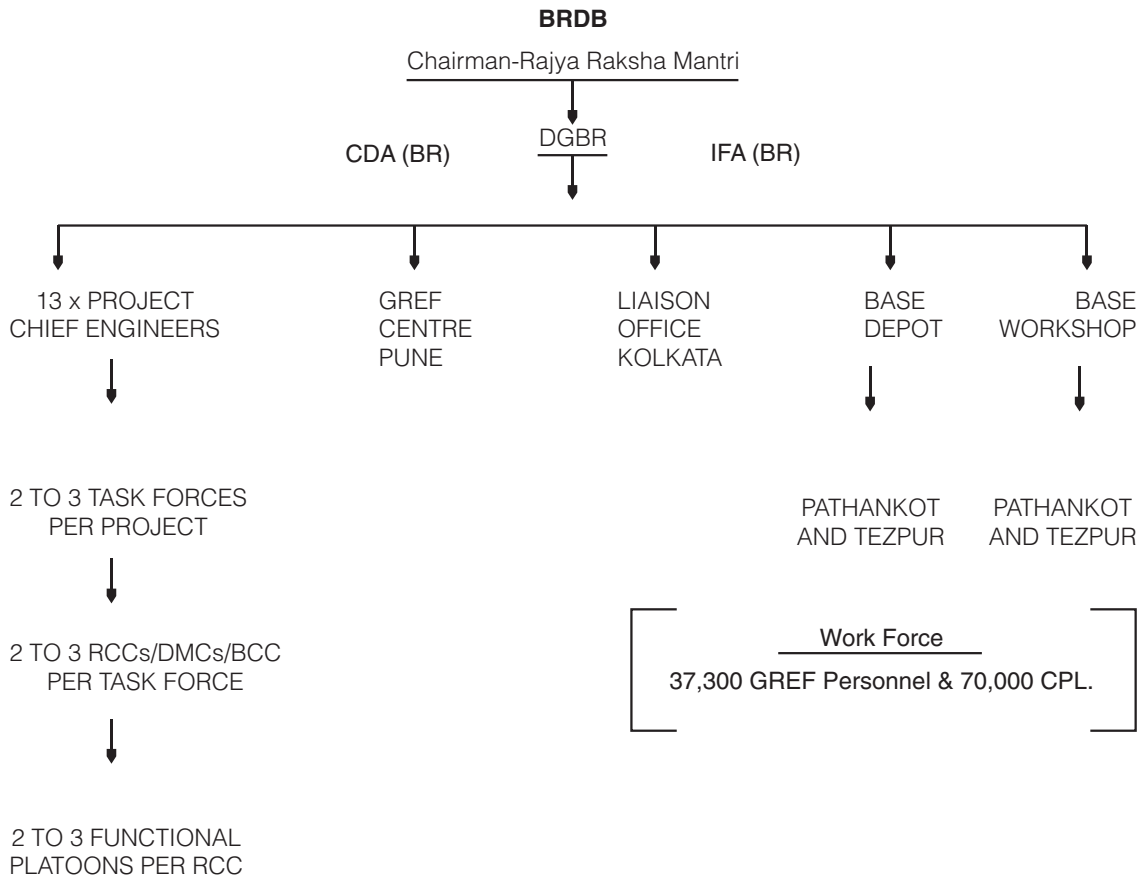 BRDB
Chairman-Rajya Raksha Mantri
DGBR
CDA (BR)
IFA (BR)
13 x PROJECT
CHIEF ENGINEERS
GREF
CENTRE
PUNE
LIAISON
OFFICE
KOLKATA
BASE
DEPOT
BASE
WORKSHOP
2 TO 3 TASK FORCES
PER PROJECT
PATHANKOT
AND TEZPUR
PATHANKOT
AND TEZPUR
2 TO 3 RCCs/DMCs/BCC
PER TASK FORCE
Work Force
37,300 GREF Personnel & 70,000 CPL.
2 TO 3 FUNCTIONAL
PLATOONS PER RCC